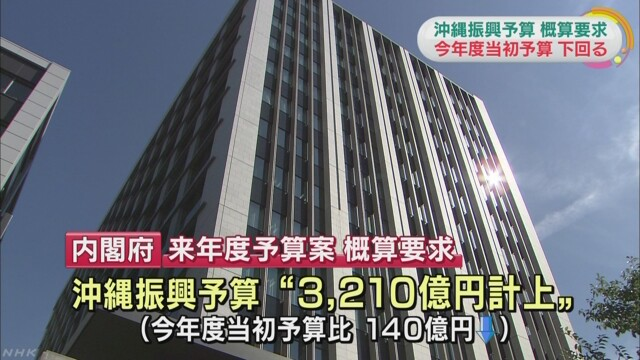 沖縄振興予算 概算要求
今年度当初予算 下回る
内閣府 来年度予算案 概算要求
沖縄振興予算 “3,210億円計上„
(今年度当初予算比 140億円⬇)
NHK